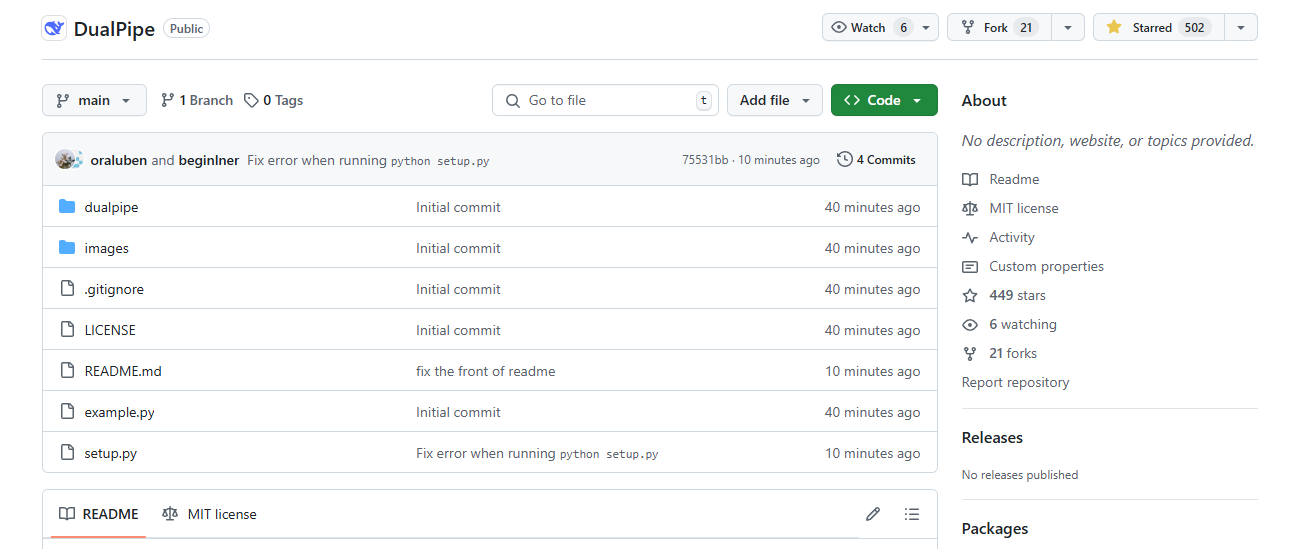 DualPipe Public Watch 6 Fork 21 Starred 502
main 1 Branch 0 Tags Go to file t Add file Code
oraluben and beginlner Fix error when running python setup.py 75531bb · 10 minutes ago 4 Commits
dualpipe Initial commit 40 minutes ago
images Initial commit 40 minutes ago
.gitignore Initial commit 40 minutes ago
LICENSE Initial commit 40 minutes ago
README.md fix the front of readme 10 minutes ago
example.py Initial commit 40 minutes ago
setup.py Fix error when running python setup.py 10 minutes ago
README MIT license
About
No description, website, or topics provided.
Readme
MIT license
Activity
Custom properties
449 stars
6 watching
21 forks
Report repository
Releases
No releases published
Packages